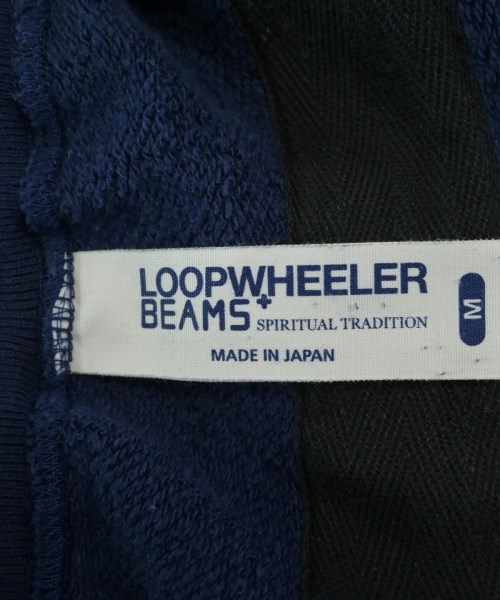 LOOPWHEELER
BEAMS+ SPIRITUAL TRADITION
MADE IN JAPAN
M